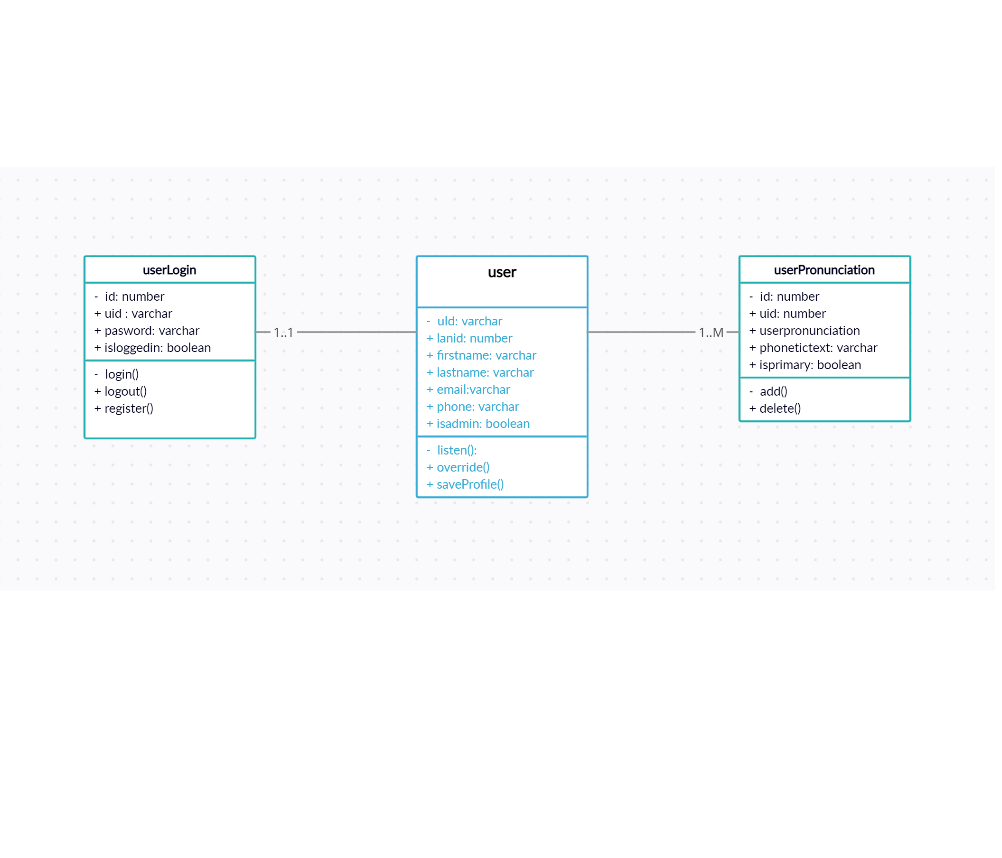 userLogin
- id: number
+ uid : varchar
+ pasword: varchar
+ isloggedin: boolean
- login()
+ logout()
+ register()
1..1
user
- uId: varchar
+ lanid: number
+ firstname: varchar
+ lastname: varchar
+ email:varchar
+ phone: varchar
+ isadmin: boolean
- listen():
+ override()
+ saveProfile()
1..M
userPronunciation
- id: number
+ uid: number
+ userpronunciation
+ phonetictext: varchar
+ isprimary: boolean
- add()
+ delete()